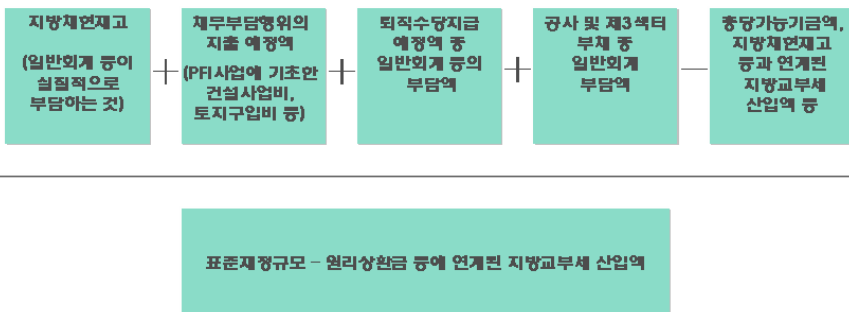 지방채현재고
(일반회계 등이
실질적으로
부담하는 것)
+
채무부담행위의
지출 예정액
(PFI사업에 기초한
건설사업비,
토지구입비 등)
+
퇴직수당지급
예정액 중
일반회계 등의
부담액
+
공사 및 제3섹터
부채 중
일반회계
부담액
—
충당가능기금액,
지방채현재고
등과 연계된
지방교부세
산입액 등
표준재정규모 – 원리상환금 등에 연계된 지방교부세 산입액